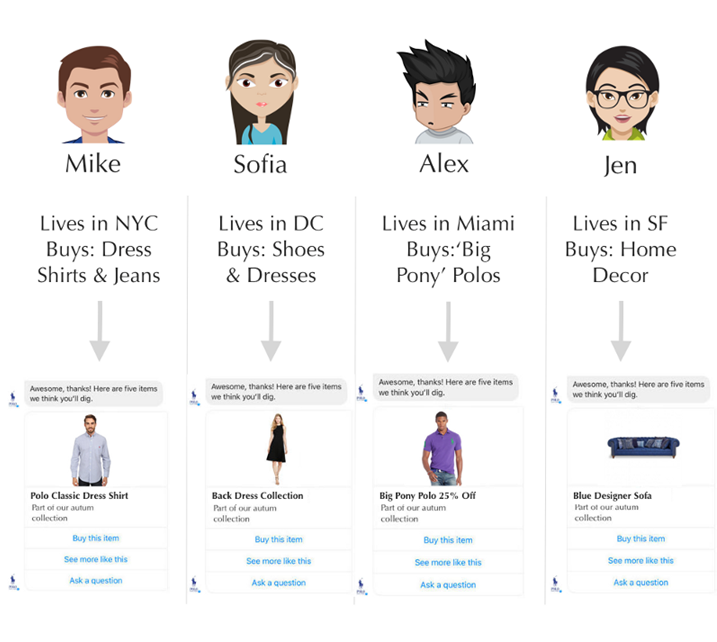 Mike
Lives in NYC
Buys: Dress
Shirts & Jeans
Awesome, thanks! Here are five items
we think you'll dig.
Polo Classic Dress Shirt
Part of our autum
collection
Buy this item
See more like this
Ask a question
Sofia
Lives in DC
Buys: Shoes
& Dresses
Awesome, thanks! Here are five items
we think you'll dig.
Back Dress Collection
Part of our autum
collection
Buy this item
See more like this
Ask a question
Alex
Lives in Miami
Buys:‘Big
Pony’ Polos
Awesome, thanks! Here are five items
we think you'll dig.
Big Pony Polo 25% Off
Part of our autum
collection
Buy this item
See more like this
Ask a question
Jen
Lives in SF
Buys: Home
Decor
Awesome, thanks! Here are five items
we think you'll dig.
Blue Designer Sofa
Part of our autum
collection
Buy this item
See more like this
Ask a question